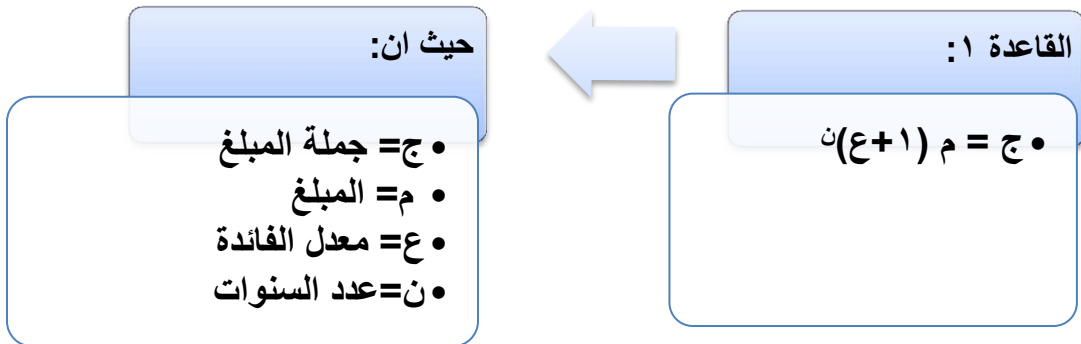 القاعدة ١:
• ج = م (١+ع)ن
حيث ان:
• ج= جملة المبلغ
• م= المبلغ
• ع= معدل الفائدة
• ن=عدد السنوات